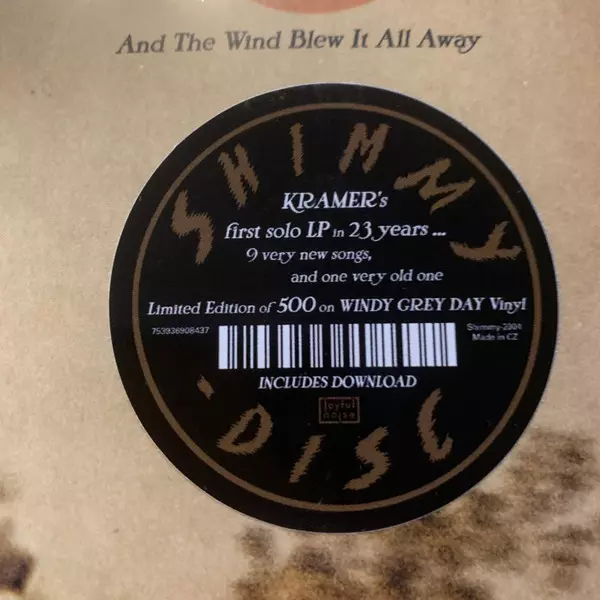 And The Wind Blew It All Away
SHIMMY
KRAMER's
first solo LP in 23 years ...
9 very new songs,
and one very old one
Limited Edition of 500 on WINDY GREY DAY Vinyl
753936908437
Shimmy-2004
Made in CZ
INCLUDES DOWNLOAD
joyful
noise
-DISC